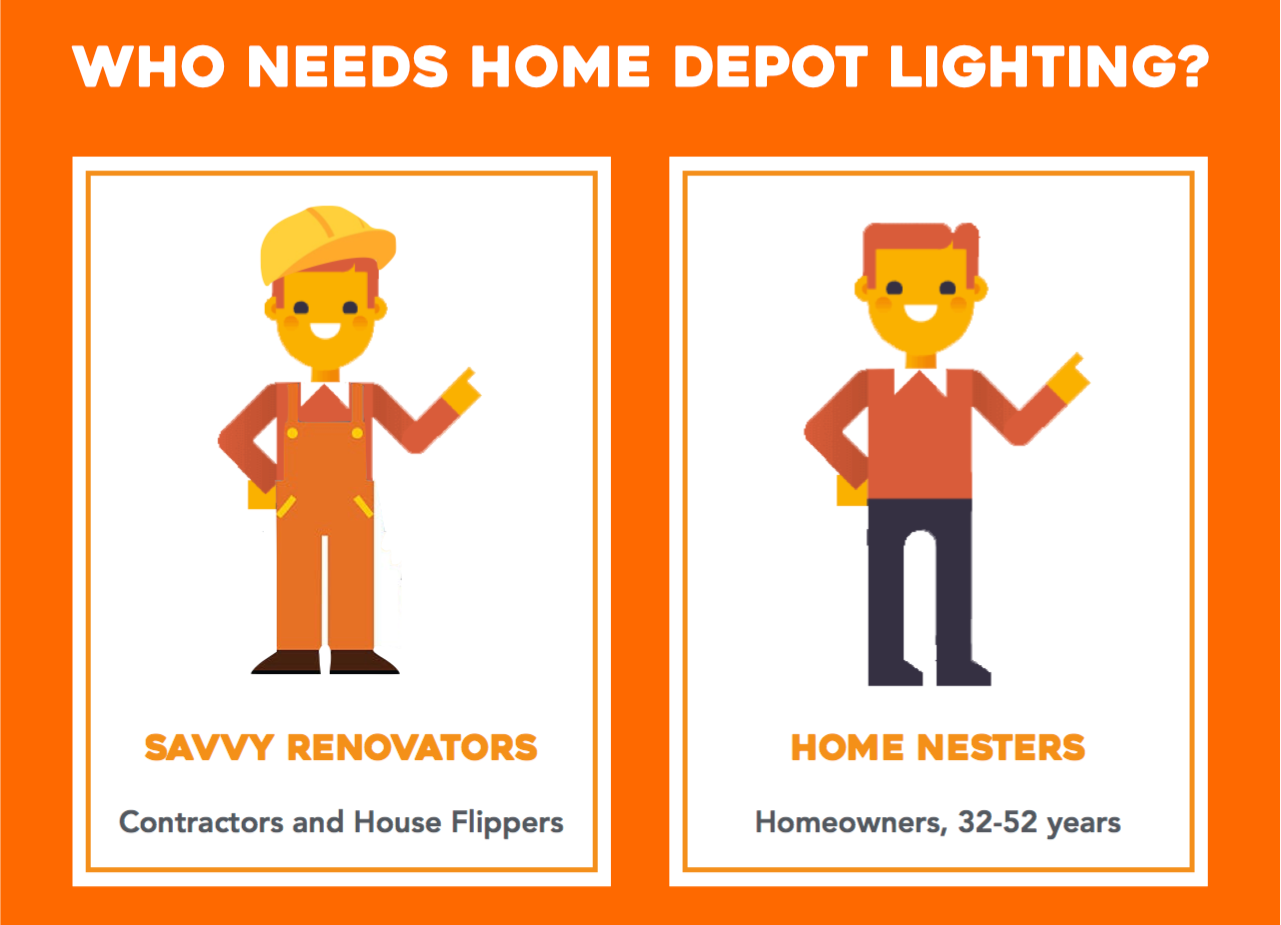 WHO NEEDS HOME DEPOT LIGHTING?
SAVVY RENOVATORS
Contractors and House Flippers
HOME NESTERS
Homeowners, 32-52 years